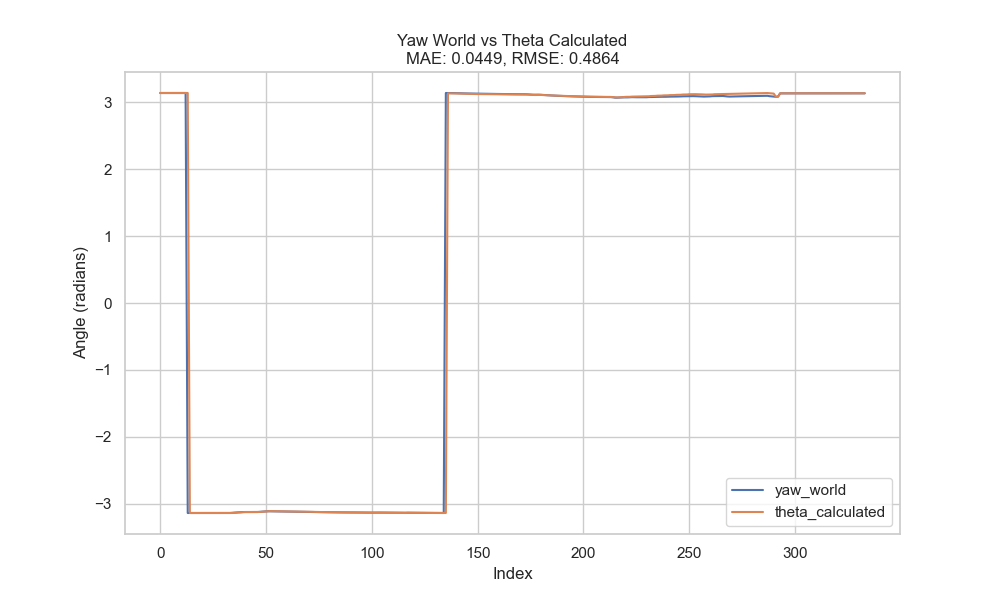 Yaw World vs Theta Calculated
MAE: 0.0449, RMSE: 0.4864
3
2
1
0
−1
−2
−3
Angle (radians)
yaw_world
theta_calculated
0 50 100 150 200 250 300
Index